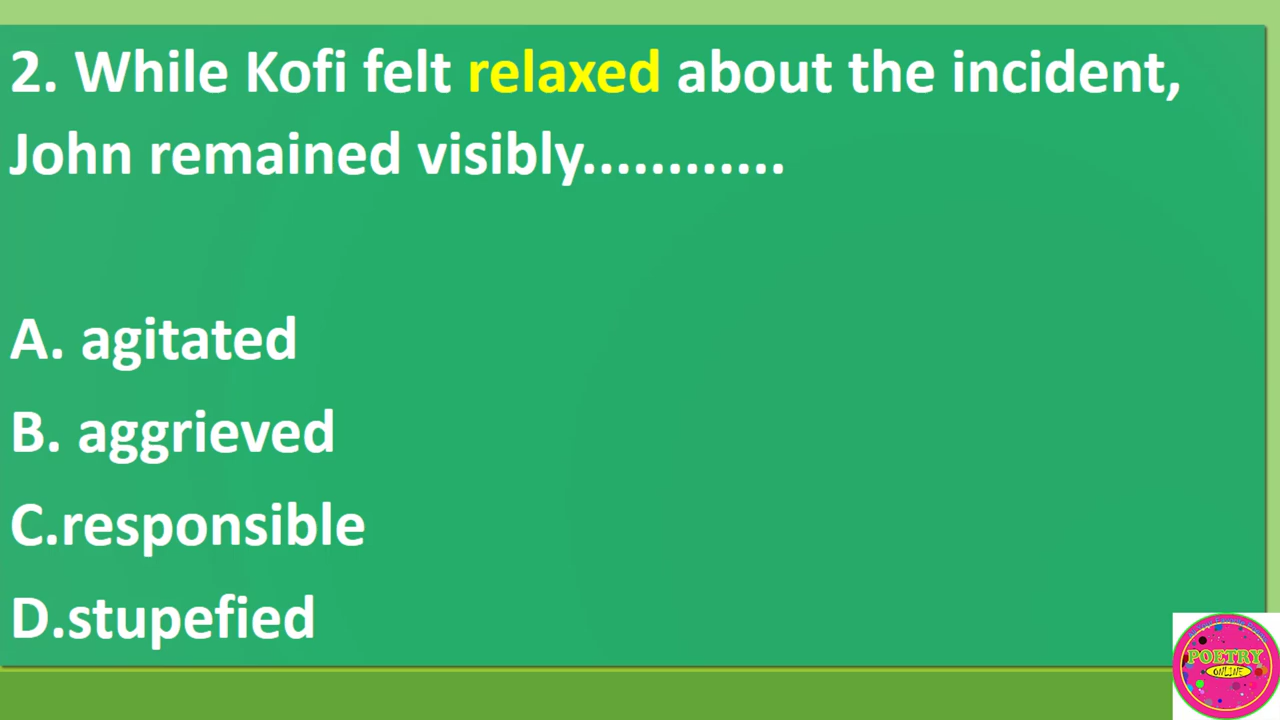 2. While Kofi felt relaxed about the incident,
John remained visibly............
A. agitated
B. aggrieved
C.responsible
D.stupefied
POETRY
ONLINE